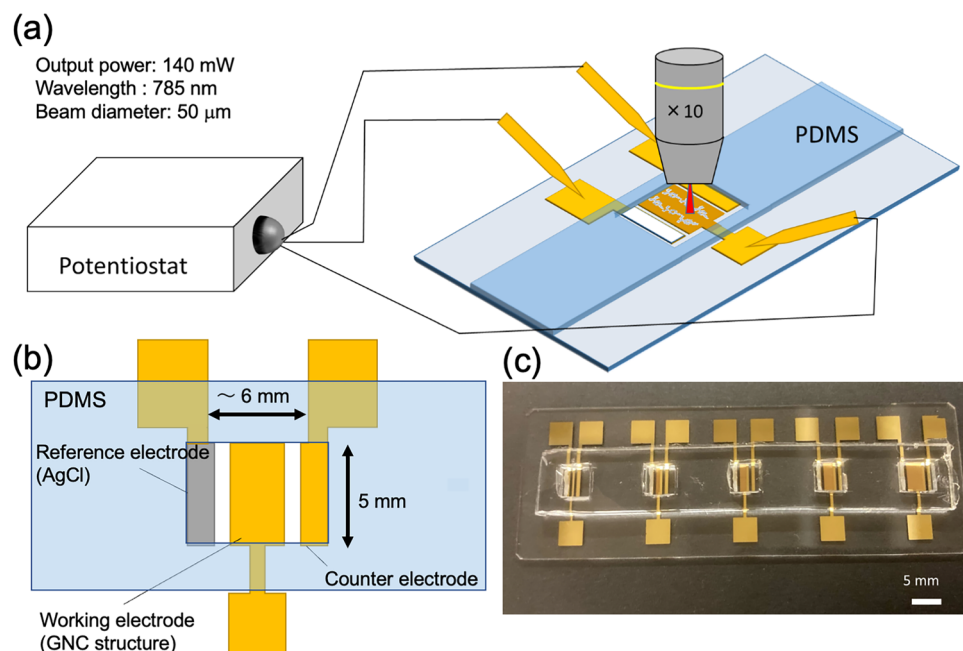 (a)
Output power: 140 mW
Wavelength : 785 nm
Beam diameter: 50 μm
× 10
PDMS
Potentiostat
(b)
PDMS
~ 6 mm
Reference electrode
(AgCl)
5 mm
Counter electrode
Working electrode
(GNC structure)
(c)
5 mm